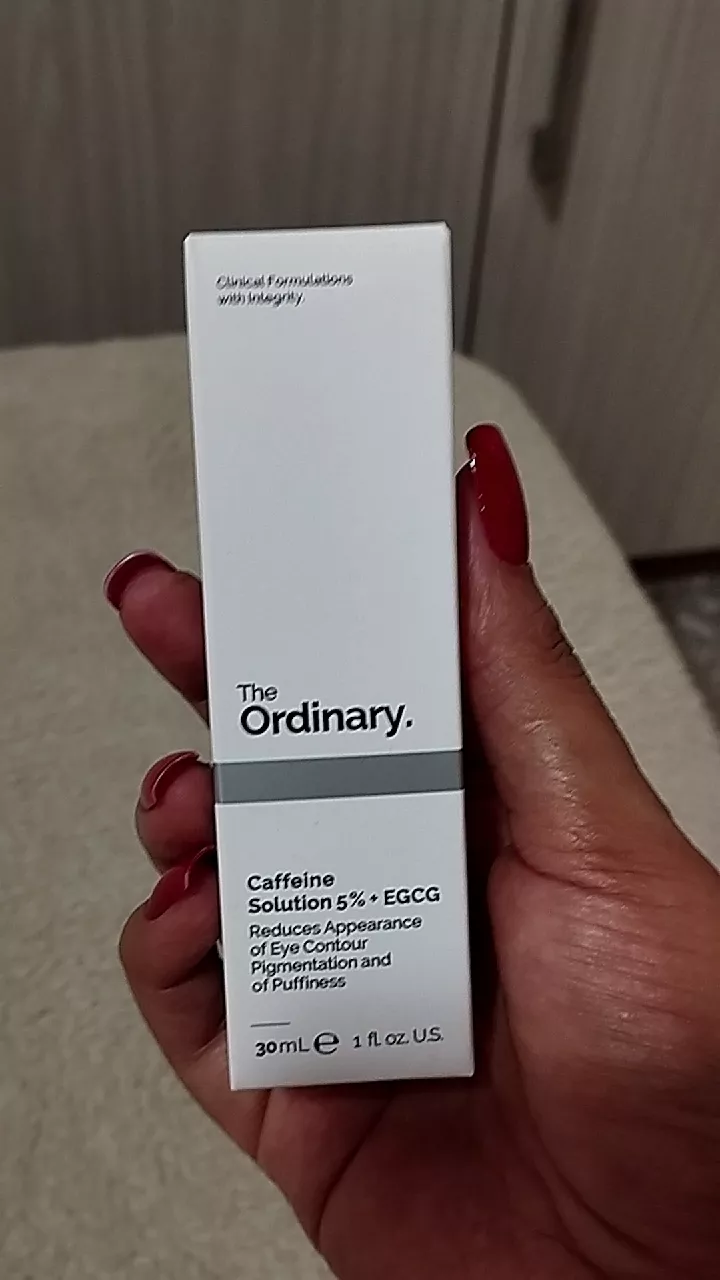 Clinical Formulations
with Integrity.
The
Ordinary.
Caffeine
Solution 5% + EGCG
Reduces Appearance
of Eye Contour
Pigmentation and
of Puffiness
30mL e 1 fl. oz. U.S.